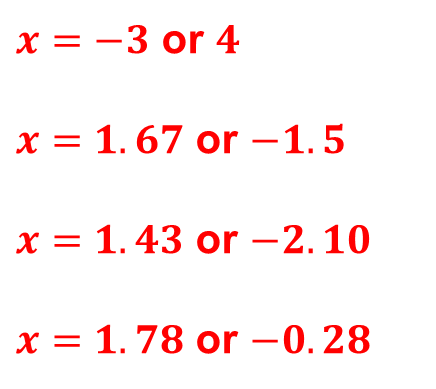 x = −3 or 4
x = 1.67 or −1.5
x = 1.43 or −2.10
x = 1.78 or −0.28